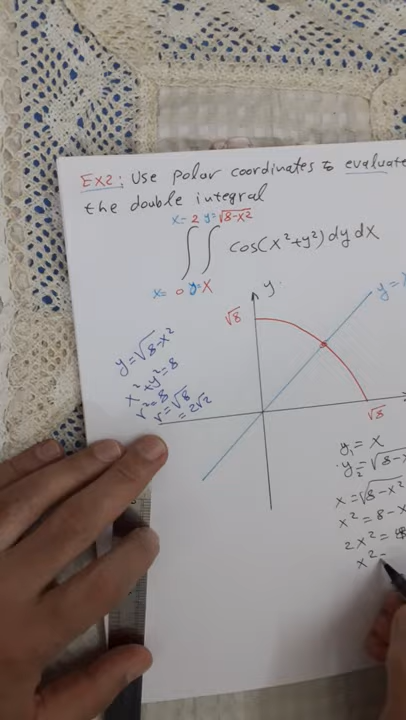 EX2: Use polar coordinates to evaluate
the double integral
x=2 y=√8-x²
∫∫ cos(x²+y²) dy dx
x=0 y=x
y
√8
y=
y=√8-x²
x²+y²=8
r²=8
r=√8
=2√2
√8
y₁=x
y₂=√8-x
x=√8-x²
x²=8-x
2x²=8
x²=